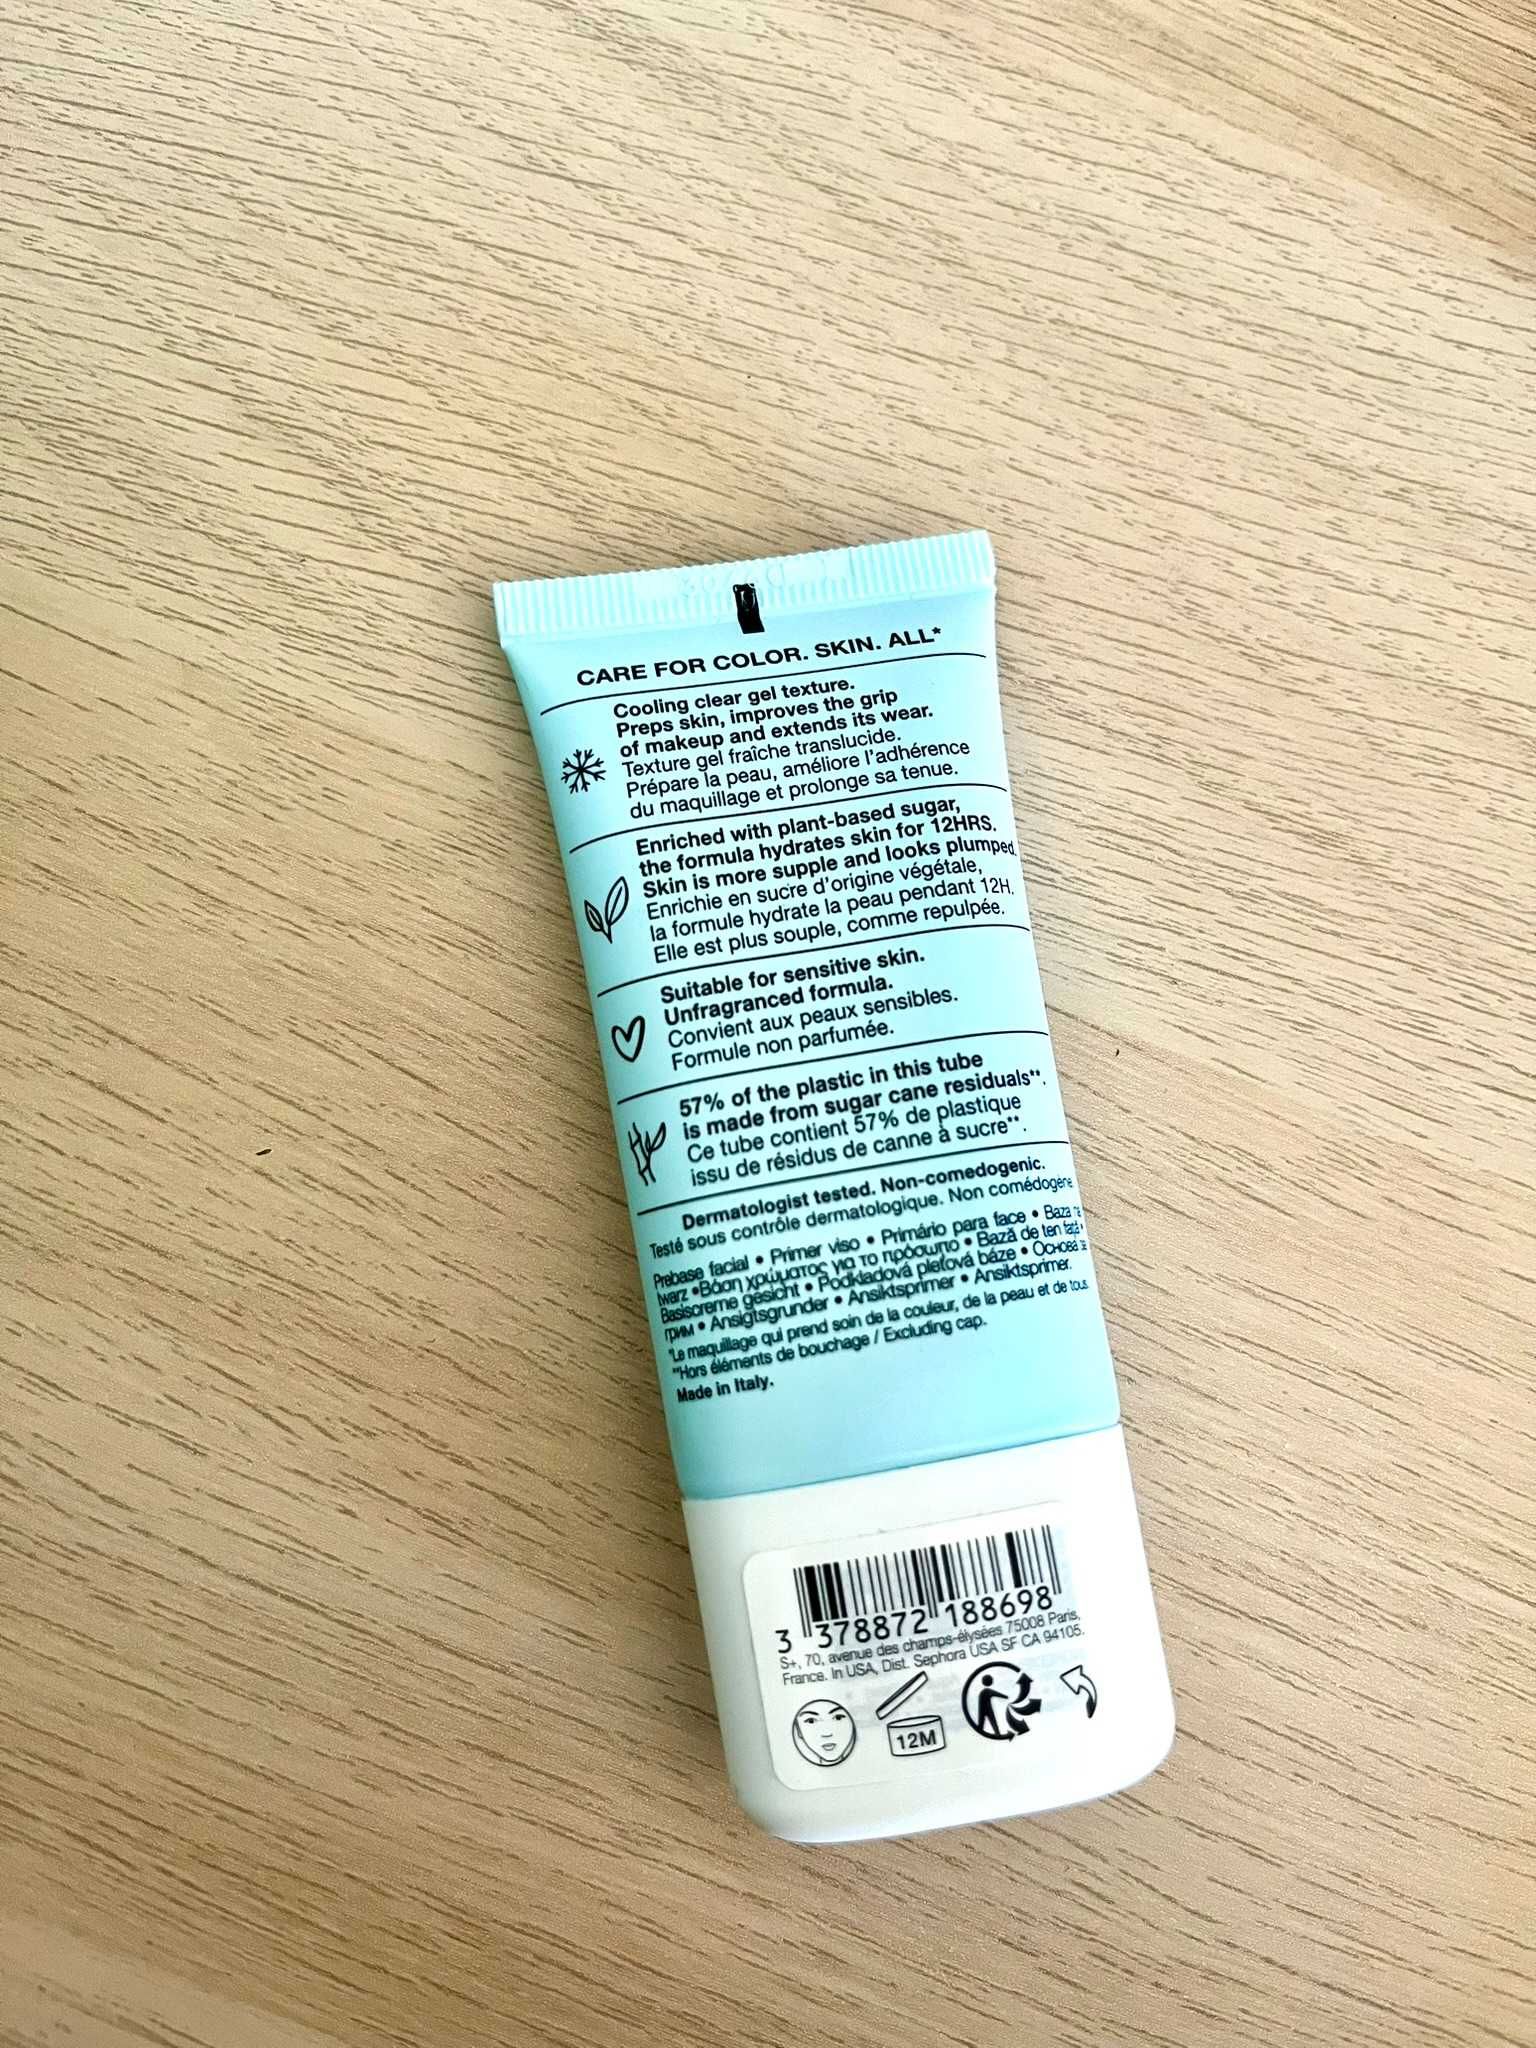 CARE FOR COLOR. SKIN. ALL*
Cooling clear gel texture.
Preps skin, improves the grip
of makeup and extends its wear.
Texture gel fraîche translucide.
Prépare la peau, améliore l'adhérence
du maquillage et prolonge sa tenue.
Enriched with plant-based sugar,
the formula hydrates skin for 12HRS.
Skin is more supple and looks plumped.
Enrichie en sucre d'origine végétale,
la formule hydrate la peau pendant 12H.
Elle est plus souple, comme repulpée.
Suitable for sensitive skin.
Unfragranced formula.
Convient aux peaux sensibles.
Formule non parfumée.
57% of the plastic in this tube
is made from sugar cane residuals**.
Ce tube contient 57% de plastique
issu de résidus de canne à sucre**.
Dermatologist tested. Non-comedogenic.
Testé sous contrôle dermatologique. Non comédogène
Prebase facial • Primer viso • Primário para face • Baza na
twarz • Βάση χρώματος για το πρόσωπο • Bază de ten față •
Basiscreme gesicht • Podkladová pleťová báze • Основа за
грим • Ansigtsgrunder • Ansiktsprimer • Ansiktsprimer.
*Le maquillage qui prend soin de la couleur, de la peau et de tous.
**Hors éléments de bouchage / Excluding cap.
Made in Italy.
3 378872 188698
S+, 70, avenue des champs-élysées 75008 Paris,
France. In USA, Dist. Sephora USA SF CA 94105.
12M